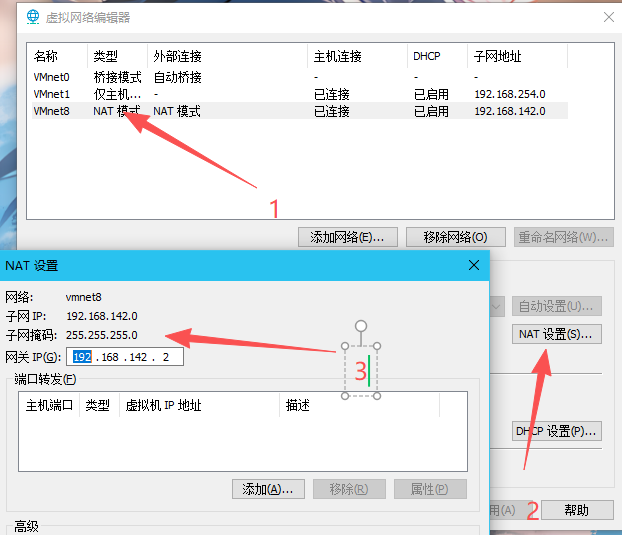 虚拟网络编辑器
名称 类型 外部连接 主机连接 DHCP 子网地址
VMnet0 桥接模式 自动桥接 - - -
VMnet1 仅主机... - 已连接 已启用 192.168.254.0
VMnet8 NAT 模式 NAT 模式 已连接 已启用 192.168.142.0
1
添加网络(E)... 移除网络(O) 重命名网络(W)...
NAT 设置
网络: vmnet8
子网 IP: 192.168.142.0
自动设置(U)...
子网掩码: 255.255.255.0
NAT 设置(S)...
网关 IP(G): 192 . 168 . 142 . 2
3
端口转发(F)
主机端口 类型 虚拟机 IP 地址 描述
DHCP 设置(P)...
添加(A)... 移除(R) 属性(P)
用(A) 2 帮助
高级